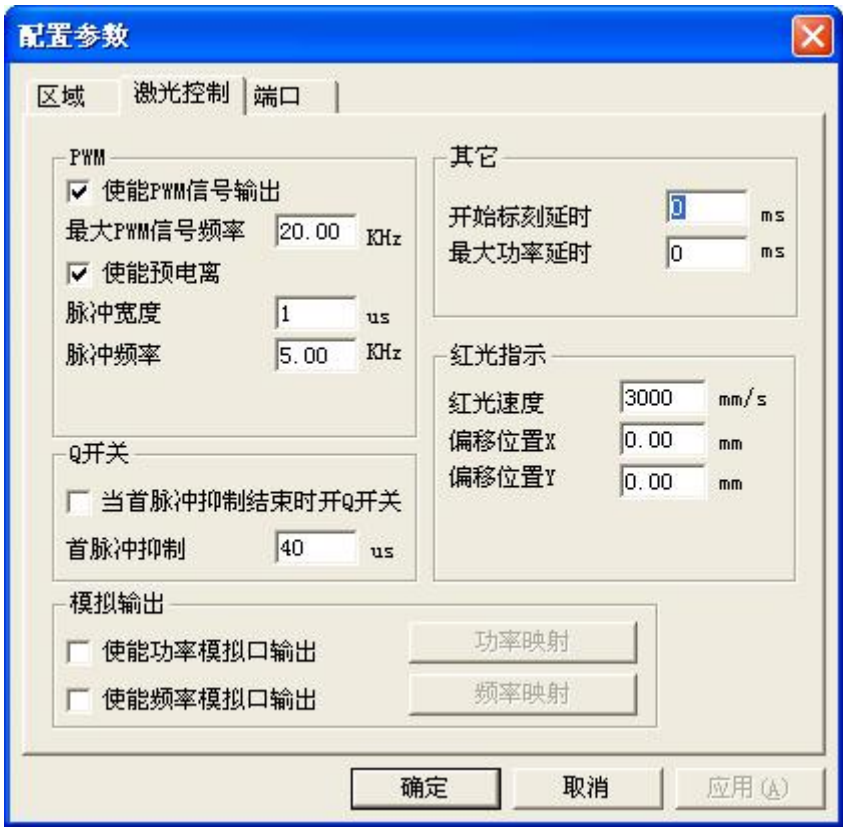 配置参数
区域 激光控制 端口
PWM
使能PWM信号输出
最大PWM信号频率 20.00 KHz
使能预电离
脉冲宽度 1 us
脉冲频率 5.00 KHz
Q开关
当首脉冲抑制结束时开Q开关
首脉冲抑制 40 us
其它
开始标刻延时 0 ms
最大功率延时 0 ms
红光指示
红光速度 3000 mm/s
偏移位置X 0.00 mm
偏移位置Y 0.00 mm
模拟输出
使能功率模拟口输出 功率映射
使能频率模拟口输出 频率映射
确定 取消 应用(A)